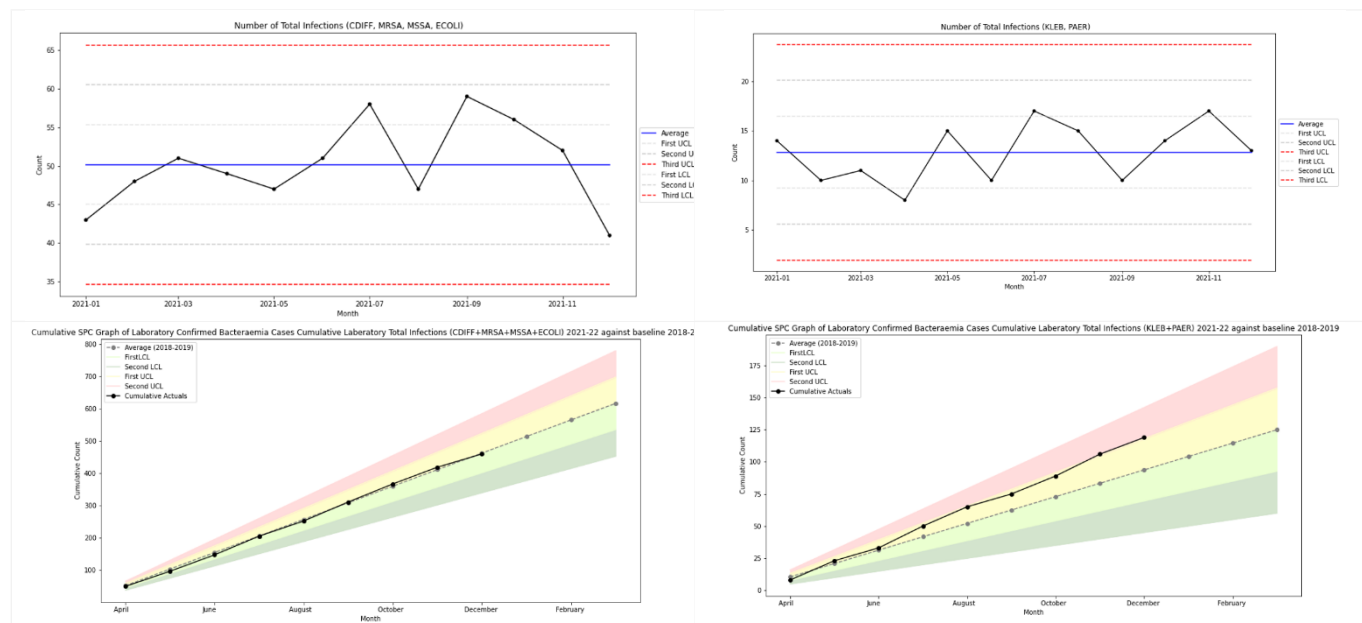 Number of Total Infections (CDIFF, MRSA, MSSA, ECOLI)
65
60
55
50
45
40
35
Count
2021-01
2021-03
2021-05
2021-07
2021-09
2021-11
Month
Average
First UCL
Second U
Third UCL
First LCL
Second L
Third LCL
Number of Total Infections (KLEB, PAER)
20
15
10
5
Count
2021-01
2021-03
2021-05
2021-07
2021-09
2021-11
Month
Average
First UCL
Second UCL
Third UCL
First LCL
Second LCL
Third LCL
Cumulative SPC Graph of Laboratory Confirmed Bacteraemia Cases Cumulative Laberatory Total Infections (CDIFF+MRSA+MSSA+ECOLI) 2021-22 against baseline 2018-2
800
700
600
500
400
300
200
100
Cumulative Count
Average (2018-2019)
FirstLCL
Second LCL
First UCL
Second UCL
Cumulative Actuals
April
June
August
October
December
February
Month
Cumulative SPC Graph of Laboratory Confirmed Bacteraemia Cases Cumulative Laberatory Total Infections (KLEB+PAER) 2021-22 against baseline 2018-2019
175
150
125
100
75
50
25
0
Cumulative Count
Average (2018-2019)
FirstLCL
Second LCL
First UCL
Second UCL
Cumulative Actuals
April
June
August
October
December
February
Month